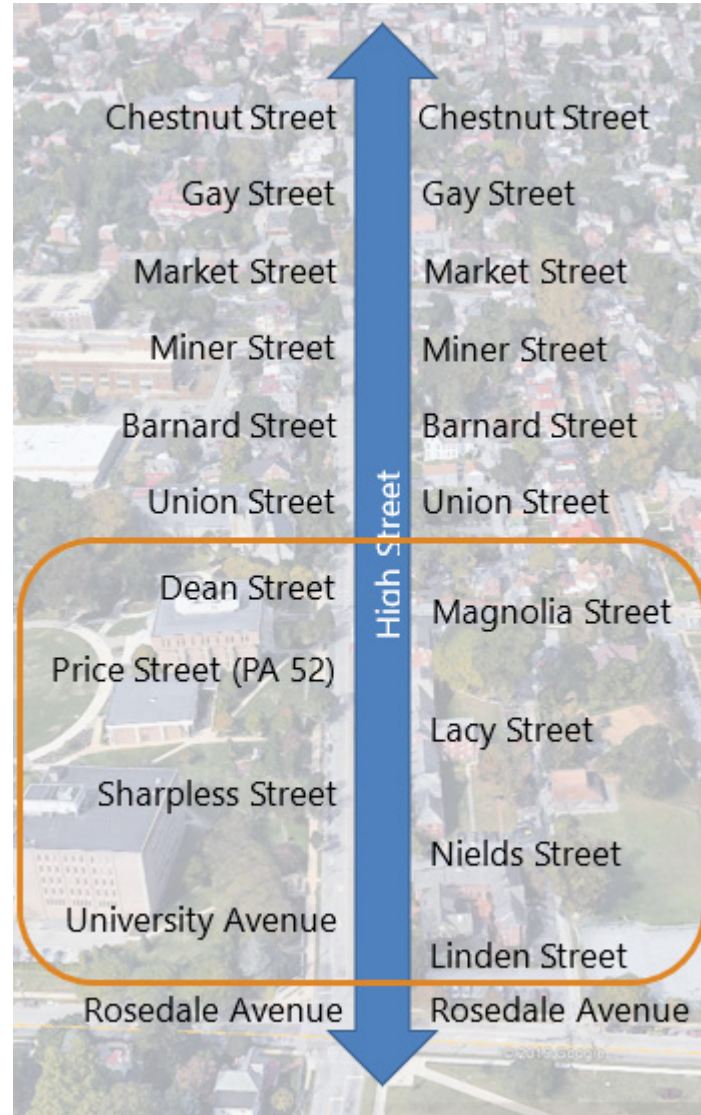 Chestnut Street Chestnut Street
Gay Street Gay Street
Market Street Market Street
Miner Street Miner Street
Barnard Street Barnard Street
High Street
Union Street Union Street
Dean Street
Magnolia Street
Price Street (PA 52)
Lacy Street
Sharpless Street
Nields Street
University Avenue
Linden Street
Rosedale Avenue Rosedale Avenue